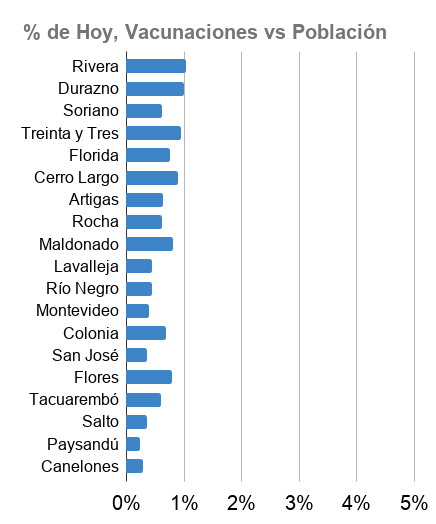 % de Hoy, Vacunaciones vs Población
Rivera
Durazno
Soriano
Treinta y Tres
Florida
Cerro Largo
Artigas
Rocha
Maldonado
Lavalleja
Río Negro
Montevideo
Colonia
San José
Flores
Tacuarembó
Salto
Paysandú
Canelones
0% 1% 2% 3% 4% 5%